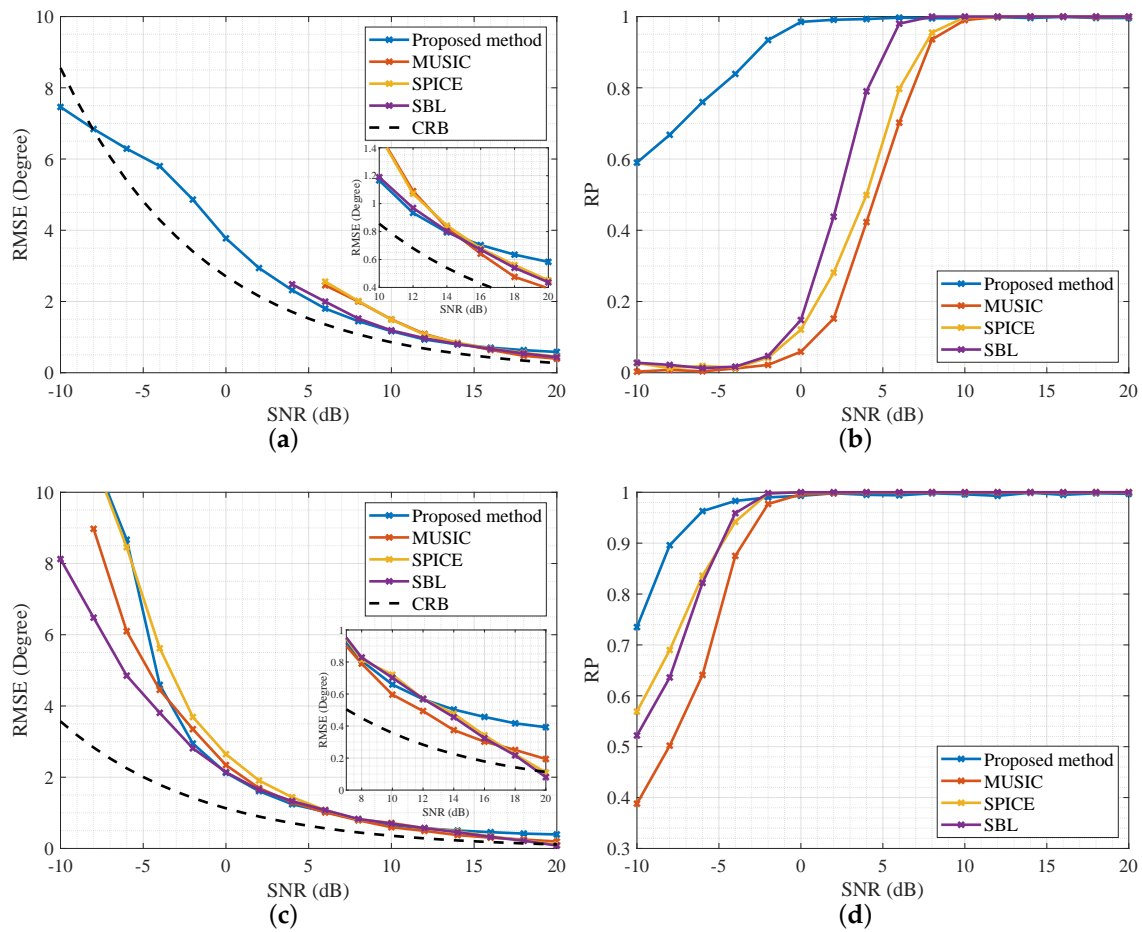 10
8
6
4
2
0
RMSE (Degree)
-10 -5 0 5 10 15 20
SNR (dB)
Proposed method
MUSIC
SPICE
SBL
CRB
1.4
1.2
1
0.8
0.6
0.4
RMSE (Degree)
10 12 14 16 18 20
SNR (dB)
(a)
1
0.8
0.6
0.4
0.2
0
RP
-10 -5 0 5 10 15 20
SNR (dB)
Proposed method
MUSIC
SPICE
SBL
(b)
10
8
6
4
2
0
RMSE (Degree)
-10 -5 0 5 10 15 20
SNR (dB)
Proposed method
MUSIC
SPICE
SBL
CRB
1
0.8
0.6
0.4
0.2
0
RMSE (Degree)
8 10 12 14 16 18 20
SNR (dB)
(c)
1
0.9
0.8
0.7
0.6
0.5
0.4
0.3
RP
-10 -5 0 5 10 15 20
SNR (dB)
Proposed method
MUSIC
SPICE
SBL
(d)